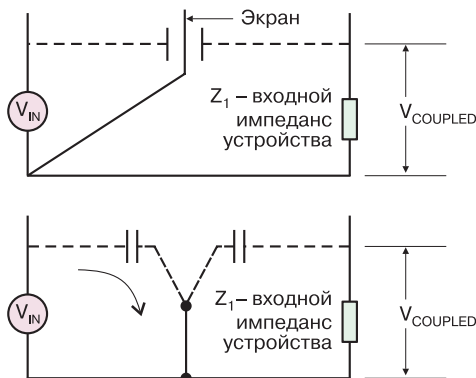 Экран
V_IN
Z₁ – входной
импеданс
устройства
V_COUPLED
V_IN
Z₁ – входной
импеданс
устройства
V_COUPLED